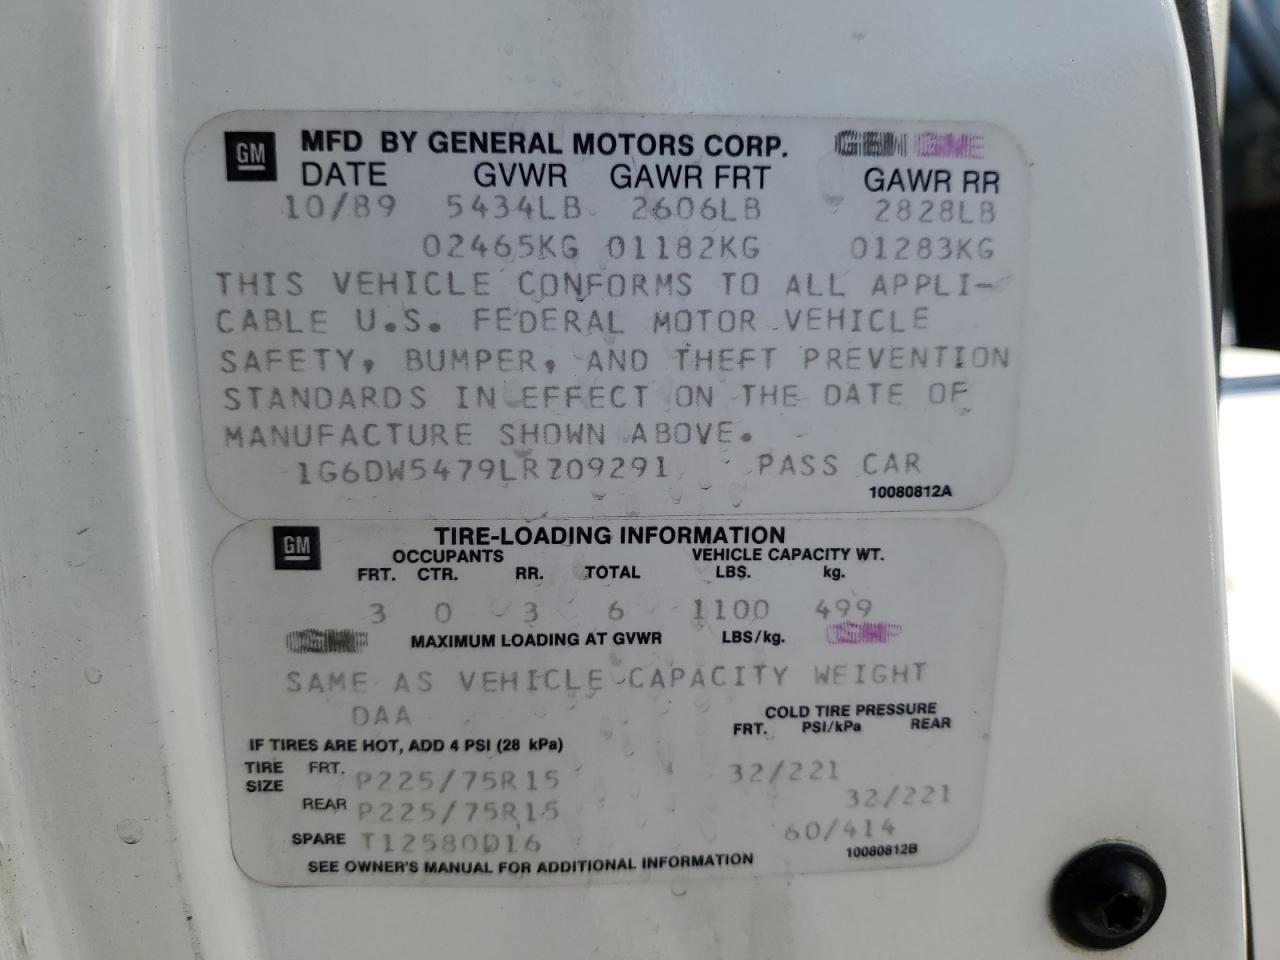 GM MFD BY GENERAL MOTORS CORP.
DATE GVWR GAWR FRT GAWR RR
10/89 5434LB 2606LB 2828LB
02465KG 01182KG 01283KG
THIS VEHICLE CONFORMS TO ALL APPLI-
CABLE U.S. FEDERAL MOTOR VEHICLE
SAFETY, BUMPER, AND THEFT PREVENTION
STANDARDS IN EFFECT ON THE DATE OF
MANUFACTURE SHOWN ABOVE.
1G6DW5479LR709291 PASS CAR
10080812A
GM TIRE-LOADING INFORMATION
OCCUPANTS VEHICLE CAPACITY WT.
FRT. CTR. RR. TOTAL LBS. kg.
3 0 3 6 1100 499
MAXIMUM LOADING AT GVWR LBS/kg.
SAME AS VEHICLE CAPACITY WEIGHT
DAA COLD TIRE PRESSURE
FRT. PSI/kPa REAR
IF TIRES ARE HOT, ADD 4 PSI (28 kPa)
TIRE SIZE FRT. P225/75R15 32/221
REAR P225/75R15 32/221
SPARE T12580D16 60/414
10080812B
SEE OWNER'S MANUAL FOR ADDITIONAL INFORMATION